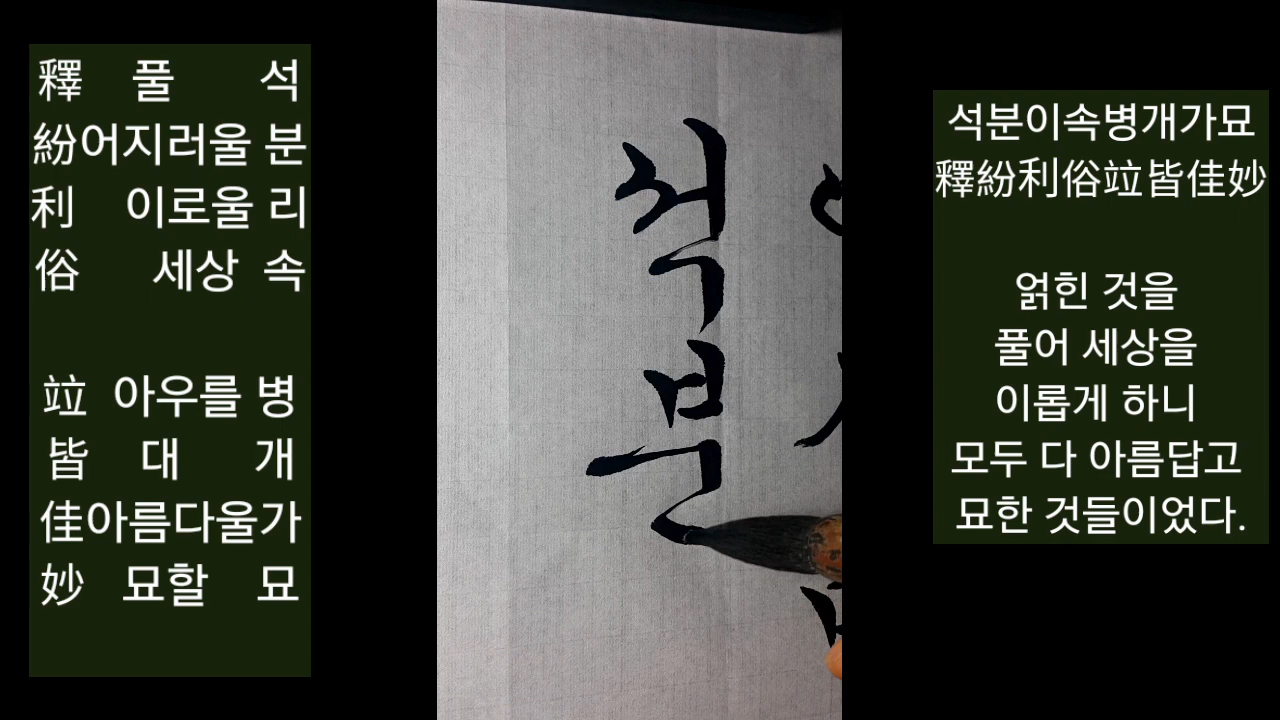 釋 풀 석
紛어지러울 분
利 이로울 리
俗 세상 속
竝 아우를 병
皆 대 개
佳아름다울가
妙 묘할 묘
석
분
석분이속병개가묘
釋紛利俗竝皆佳妙
얽힌 것을
풀어 세상을
이롭게 하니
모두 다 아름답고
묘한 것들이었다.